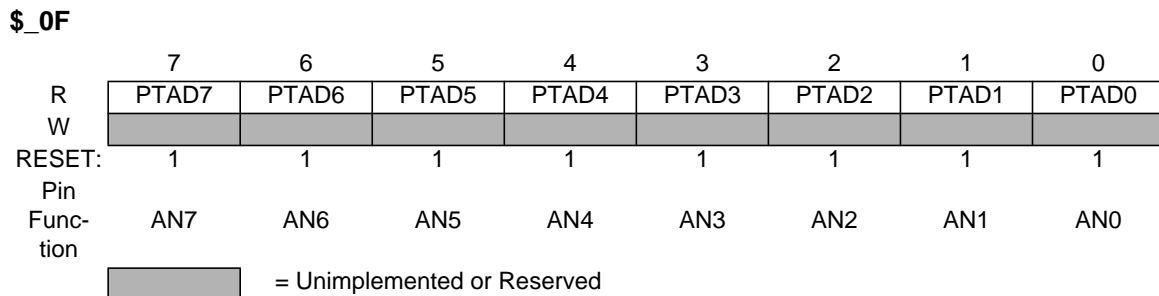 $_0F
7 6 5 4 3 2 1 0
R PTAD7 PTAD6 PTAD5 PTAD4 PTAD3 PTAD2 PTAD1 PTAD0
W
RESET: 1 1 1 1 1 1 1 1
Pin
Func- AN7 AN6 AN5 AN4 AN3 AN2 AN1 AN0
tion
= Unimplemented or Reserved